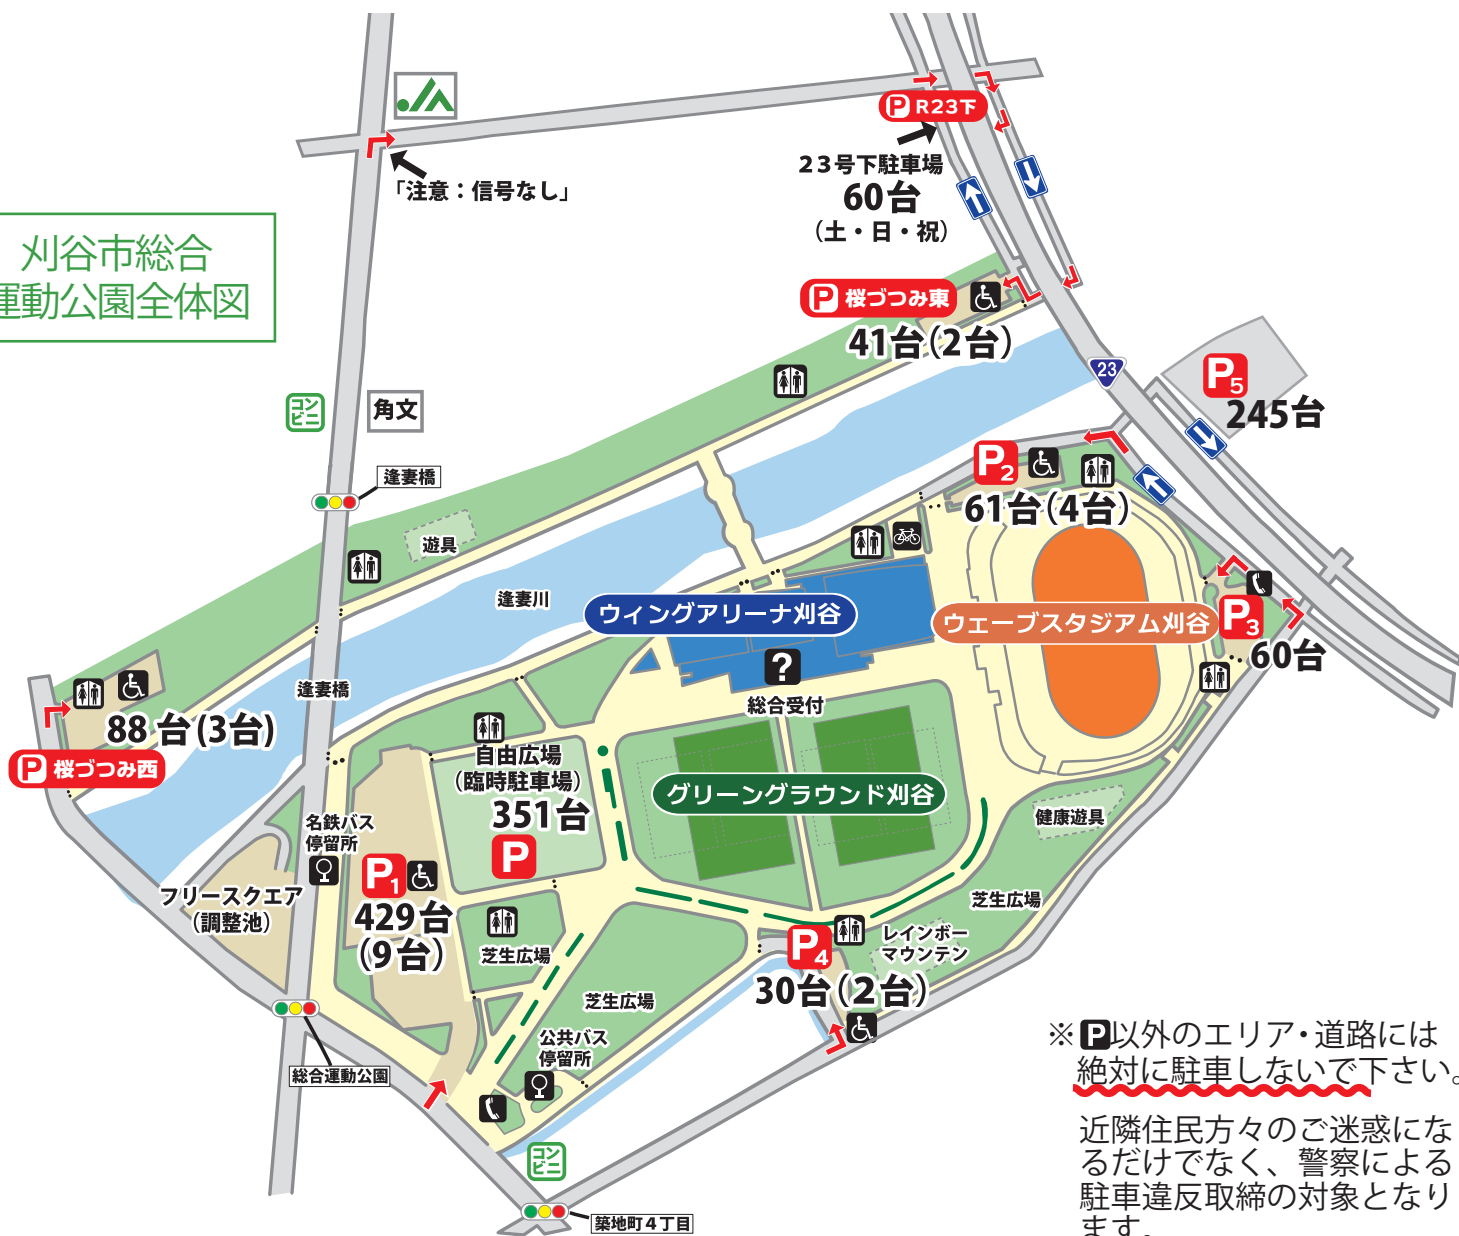 刈谷市総合
運動公園全体図
「注意：信号なし」
P R23下
23号下駐車場
60台
（土・日・祝）
P 桜づつみ東
41台（2台）
23
P5
245台
コンビニ
角文
逢妻橋
P2
61台（4台）
遊具
逢妻川
ウィングアリーナ刈谷
ウェーブスタジアム刈谷
P3
60台
?
総合受付
逢妻橋
88台(3台)
P 桜づつみ西
自由広場
（臨時駐車場）
351台
P
グリーングラウンド刈谷
健康遊具
名鉄バス
停留所
P1
429台
（9台）
フリースクエア
（調整池）
芝生広場
芝生広場
レインボー
マウンテン
P4
30台（2台）
芝生広場
公共バス
停留所
総合運動公園
コンビニ
築地町4丁目
※P以外のエリア・道路には
絶対に駐車しないで下さい。
近隣住民方々のご迷惑にな
るだけでなく、警察による
駐車違反取締の対象となり
ます。